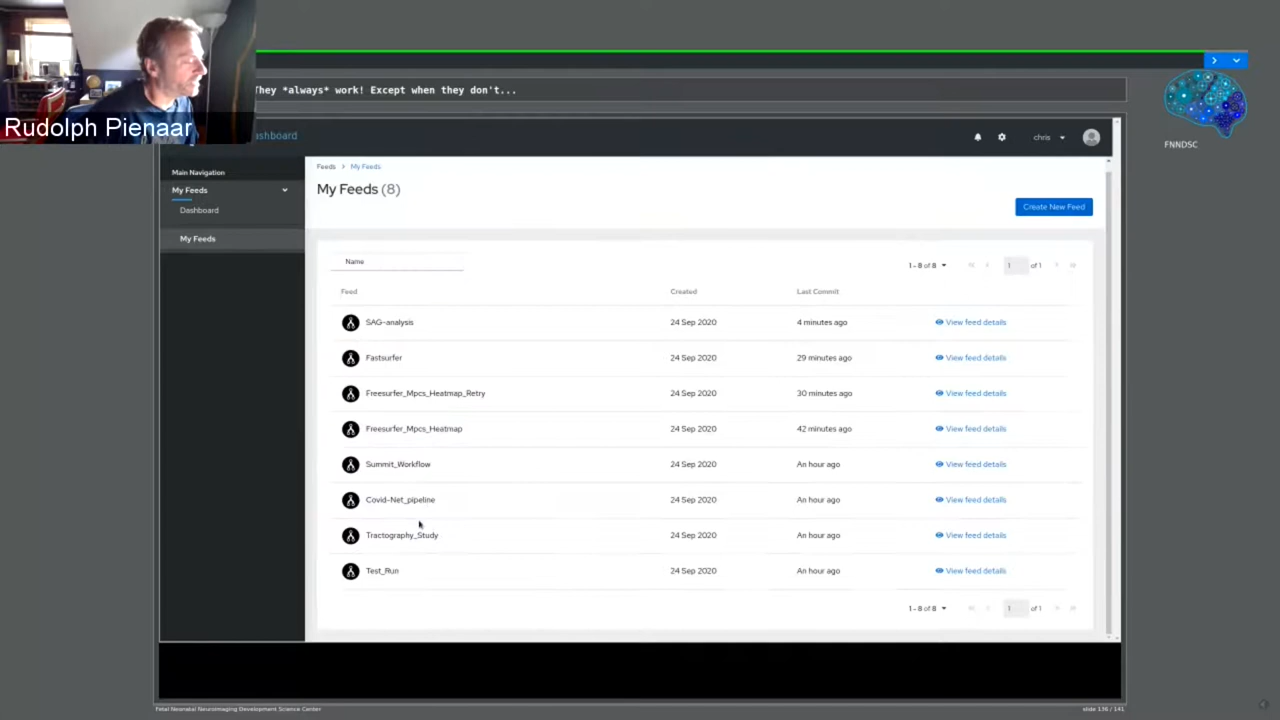 They *always* work! Except when they don't...
Rudolph Pienaar
FNNDSC
ashboard
chris
Main Navigation
My Feeds
Dashboard
My Feeds
Feeds > My Feeds
My Feeds (8)
Create New Feed
Name
1 - 8 of 8
1 of 1
Feed Created Last Commit
SAG-analysis 24 Sep 2020 4 minutes ago View feed details
Fastsurfer 24 Sep 2020 29 minutes ago View feed details
Freesurfer_Mpcs_Heatmap_Retry 24 Sep 2020 30 minutes ago View feed details
Freesurfer_Mpcs_Heatmap 24 Sep 2020 42 minutes ago View feed details
Summit_Workflow 24 Sep 2020 An hour ago View feed details
Covid-Net_pipeline 24 Sep 2020 An hour ago View feed details
Tractography_Study 24 Sep 2020 An hour ago View feed details
Test_Run 24 Sep 2020 An hour ago View feed details
1 - 8 of 8 1 of 1
Fetal Neonatal Neuroimaging Development Science Center
slide 136 / 141